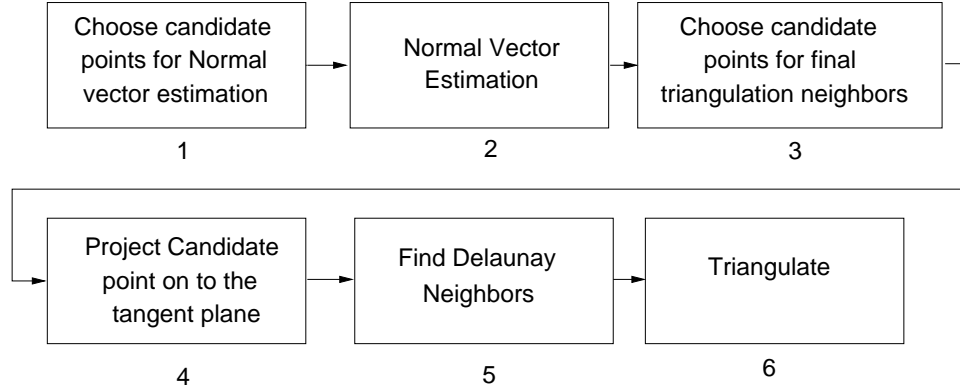 Choose candidate
points for Normal
vector estimation
1
Normal Vector
Estimation
2
Choose candidate
points for final
triangulation neighbors
3
Project Candidate
point on to the
tangent plane
4
Find Delaunay
Neighbors
5
Triangulate
6